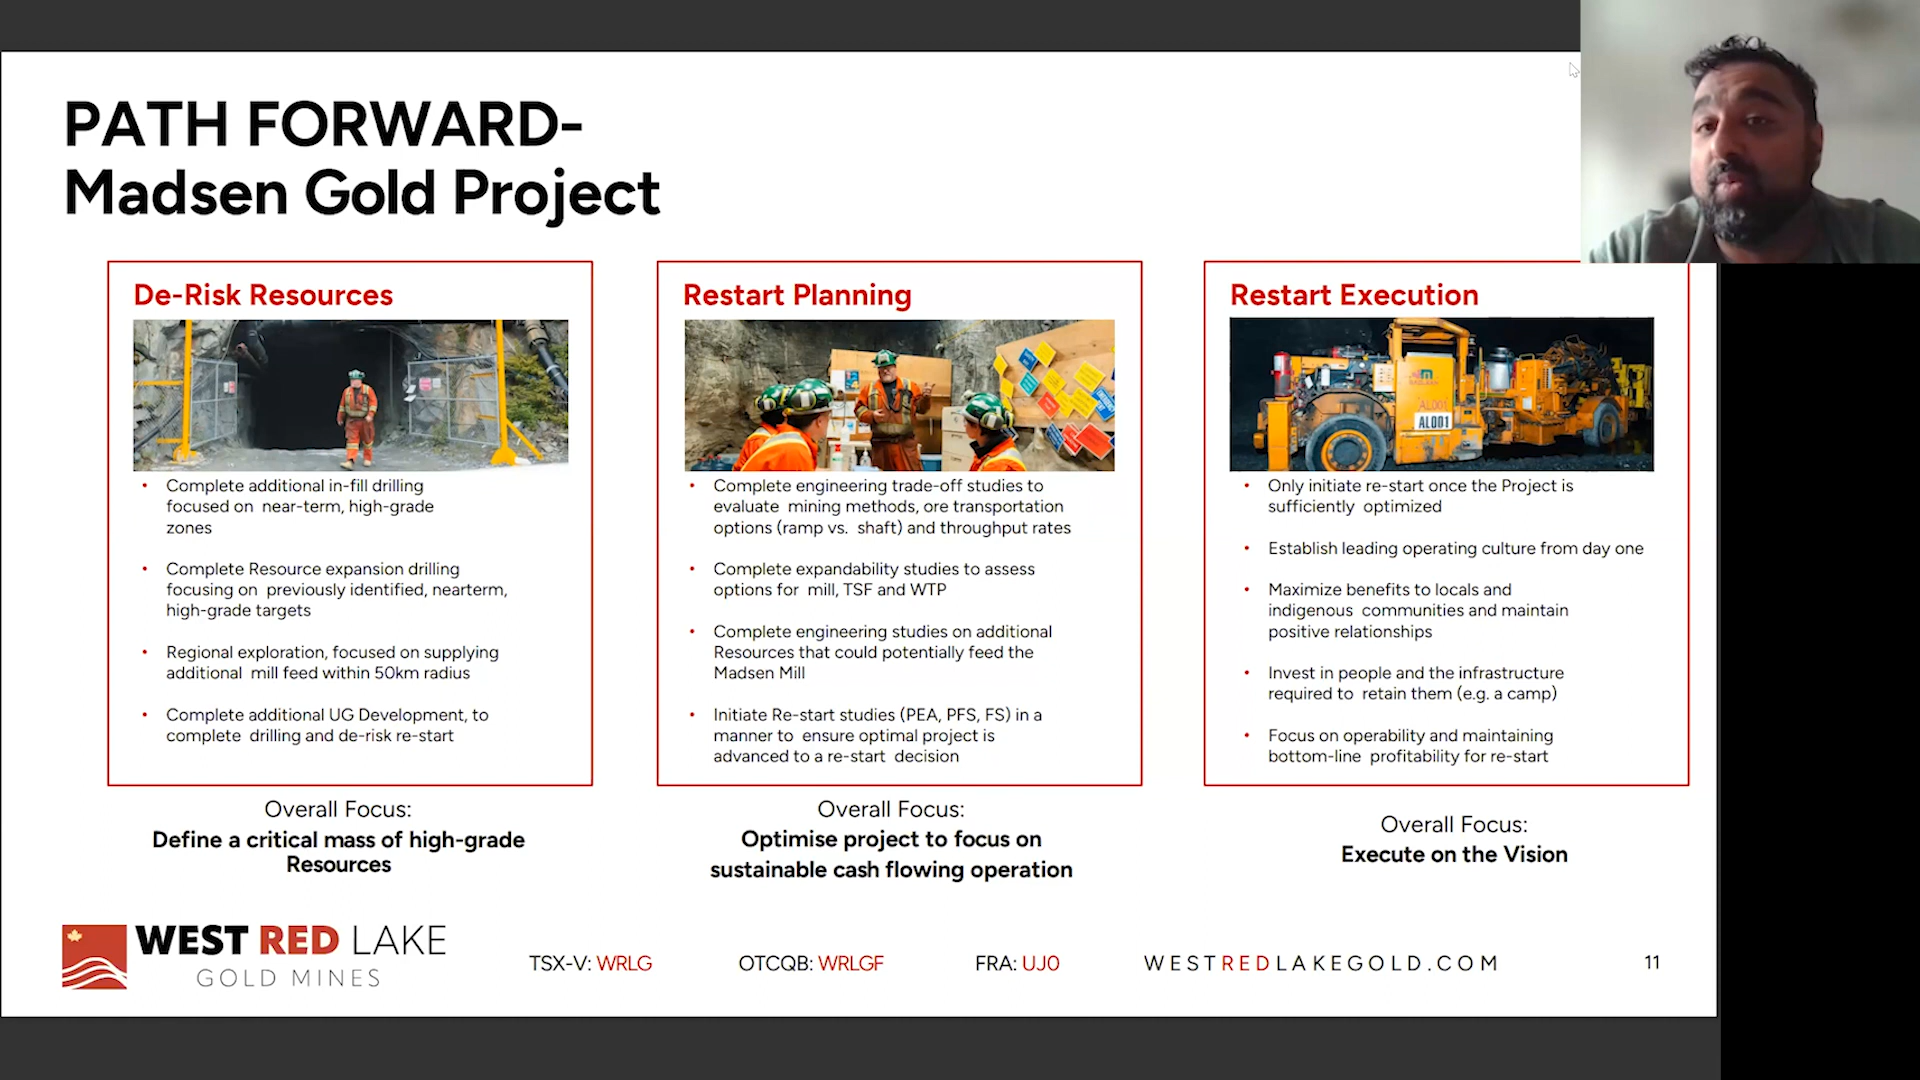 PATH FORWARD-
Madsen Gold Project
De-Risk Resources
Complete additional in-fill drilling
focused on near-term, high-grade
zones
Complete Resource expansion drilling
focusing on previously identified, nearterm,
high-grade targets
Regional exploration, focused on supplying
additional mill feed within 50km radius
Complete additional UG Development, to
complete drilling and de-risk re-start
Overall Focus:
Define a critical mass of high-grade
Resources
Restart Planning
Complete engineering trade-off studies to
evaluate mining methods, ore transportation
options (ramp vs. shaft) and throughput rates
Complete expandability studies to assess
options for mill, TSF and WTP
Complete engineering studies on additional
Resources that could potentially feed the
Madsen Mill
Initiate Re-start studies (PEA, PFS, FS) in a
manner to ensure optimal project is
advanced to a re-start decision
Overall Focus:
Optimise project to focus on
sustainable cash flowing operation
Restart Execution
AL001
AL001
Only initiate re-start once the Project is
sufficiently optimized
Establish leading operating culture from day one
Maximize benefits to locals and
indigenous communities and maintain
positive relationships
Invest in people and the infrastructure
required to retain them (e.g. a camp)
Focus on operability and maintaining
bottom-line profitability for re-start
Overall Focus:
Execute on the Vision
WEST RED LAKE
GOLD MINES
TSX-V: WRLG
OTCQB: WRLGF
FRA: UJ0
WESTREDLAKEGOLD.COM
11